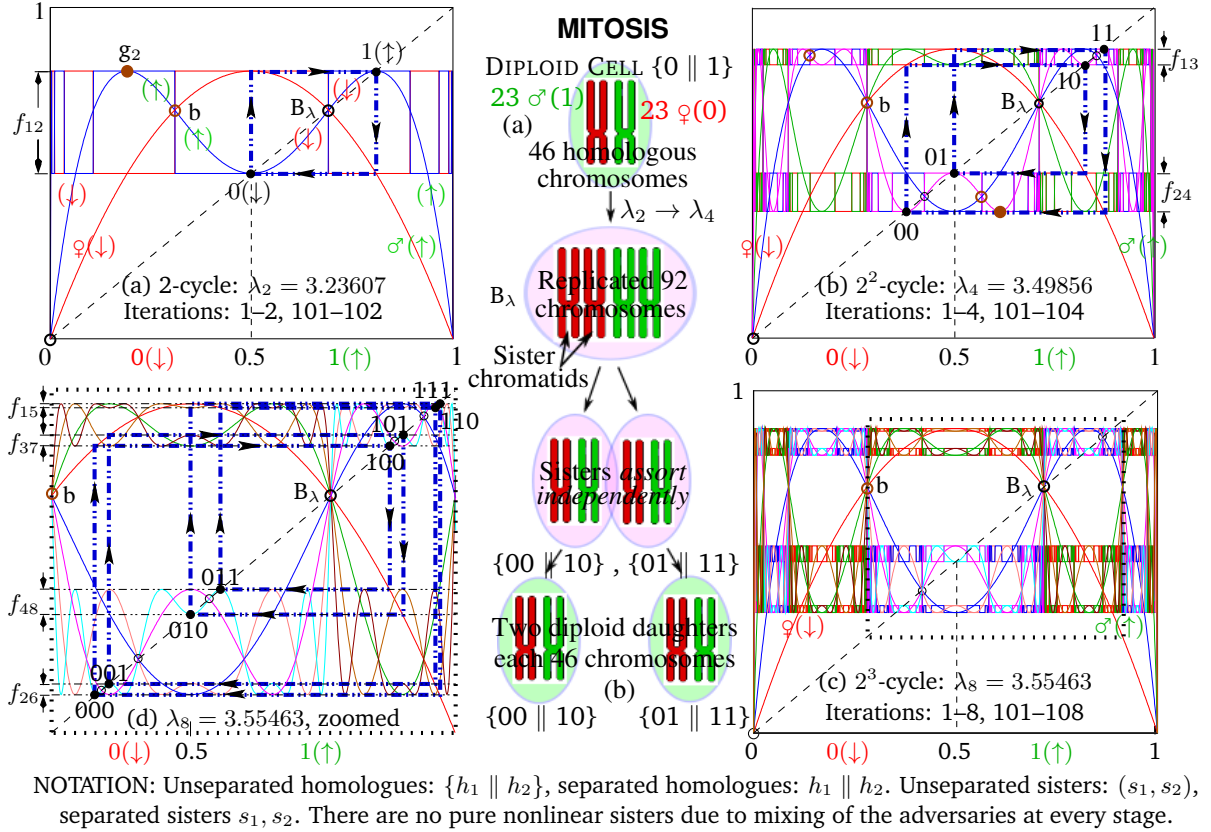 MITOSIS
1
g₂
1(↑)
(↑)
(↓)
b
B_λ
(↑)
(↓)
f₁₂
0(↓)
(↓)
(↑)
♀(↓)
♂(↑)
(a) 2-cycle: λ₂ = 3.23607
Iterations: 1–2, 101–102
0
0(↓)
0.5
1(↑)
1
DIPLOID CELL {0 ∥ 1}
23 ♂(1)
23 ♀(0)
(a)
46 homologous
chromosomes
λ₂ → λ₄
B_λ
Replicated 92
chromosomes
Sister
chromatids
Sisters assort
independently
{00 ∥ 10} , {01 ∥ 11}
Two diploid daughters
each 46 chromosomes
(b)
{00 ∥ 10}
{01 ∥ 11}
1
11
f₁₃
10
b
B_λ
01
f₂₄
00
♀(↓)
♂(↑)
(b) 2²-cycle: λ₄ = 3.49856
Iterations: 1–4, 101–104
0
0(↓)
0.5
1(↑)
1
f₁₅
111
110
101
f₃₇
100
b
B_λ
f₄₈
011
010
001
f₂₆
000
(d) λ₈ = 3.55463, zoomed
0(↓)
0.5
1(↑)
1
b
B_λ
♀(↓)
♂(↑)
(c) 2³-cycle: λ₈ = 3.55463
Iterations: 1–8, 101–108
0
0(↓)
0.5
1(↑)
1
NOTATION: Unseparated homologues: {h₁ ∥ h₂}, separated homologues: h₁ ∥ h₂. Unseparated sisters: (s₁, s₂),
separated sisters s₁, s₂. There are no pure nonlinear sisters due to mixing of the adversaries at every stage.